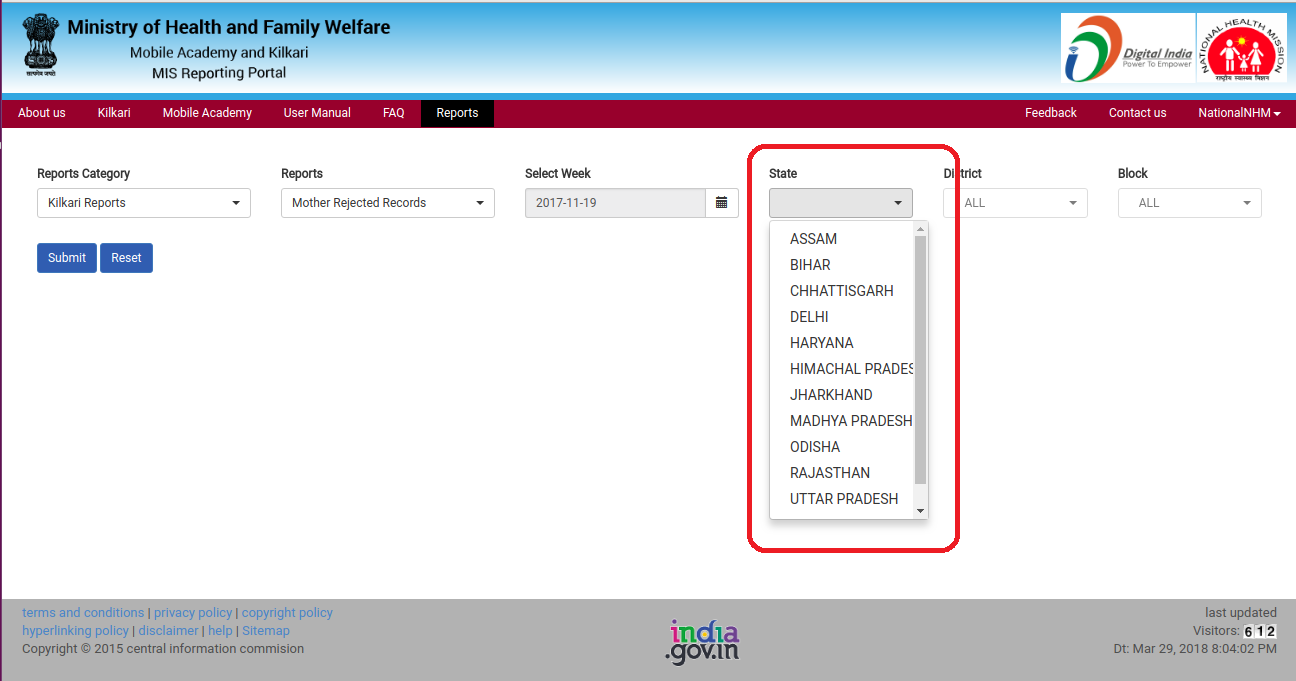 Ministry of Health and Family Welfare
Mobile Academy and Kilkari
MIS Reporting Portal
सत्यमेव जयते
Digital India
Power To Empower
NATIONAL HEALTH MISSION
राष्ट्रीय स्वास्थ्य मिशन
About us Kilkari Mobile Academy User Manual FAQ Reports Feedback Contact us NationalNHM
Reports Category Reports Select Week State District Block
Kilkari Reports Mother Rejected Records 2017-11-19 ALL ALL
Submit Reset
ASSAM
BIHAR
CHHATTISGARH
DELHI
HARYANA
HIMACHAL PRADES
JHARKHAND
MADHYA PRADESH
ODISHA
RAJASTHAN
UTTAR PRADESH
terms and conditions | privacy policy | copyright policy
hyperlinking policy | disclaimer | help | Sitemap
Copyright © 2015 central information commision
india
.gov.in
last updated
Visitors: 612
Dt: Mar 29, 2018 8:04:02 PM